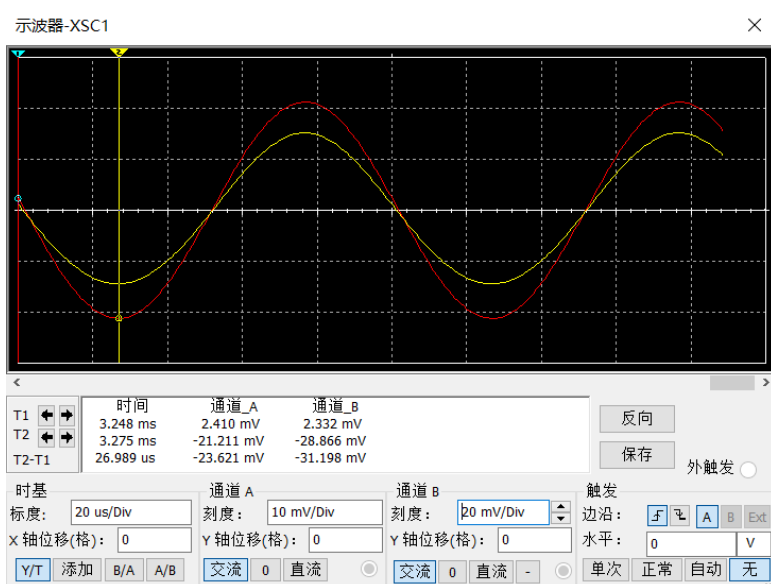 示波器-XSC1
1 2
时间 通道_A 通道_B
T1 3.248 ms 2.410 mV 2.332 mV
T2 3.275 ms -21.211 mV -28.866 mV
T2-T1 26.989 us -23.621 mV -31.198 mV
反向
保存
外触发
时基 通道 A 通道 B 触发
标度: 20 us/Div 刻度: 10 mV/Div 刻度: 20 mV/Div 边沿: A B Ext
X 轴位移(格): 0 Y 轴位移(格): 0 Y 轴位移(格): 0 水平: 0 V
Y/T 添加 B/A A/B 交流 0 直流 交流 0 直流 - 单次 正常 自动 无